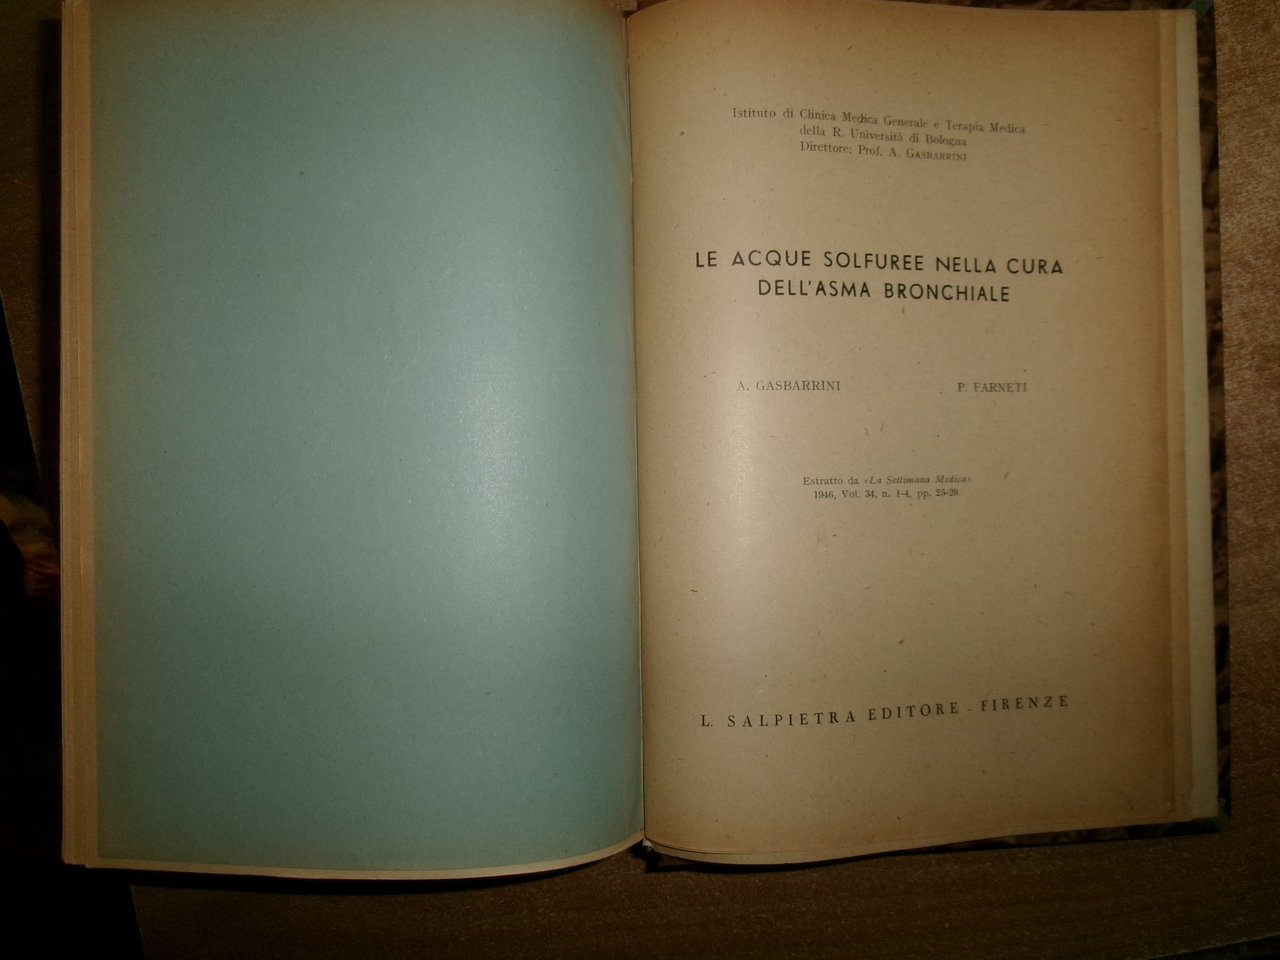 Istituto di Clinica Medica Generale e Terapia Medica
della R. Università di Bologna
Direttore: Prof. A. GASBARRINI
LE ACQUE SOLFUREE NELLA CURA
DELL'ASMA BRONCHIALE
A. GASBARRINI P. FARNETI
Estratto da «La Settimana Medica»
1946, Vol. 34, n. 1-4, pp. 25-29
L. SALPIETRA EDITORE - FIRENZE